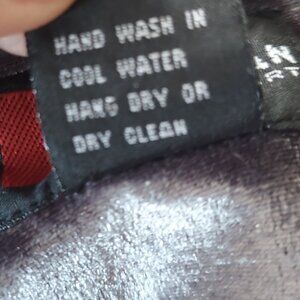 HAND WASH IN
COOL WATER
HANG DRY OR
DRY CLEAN